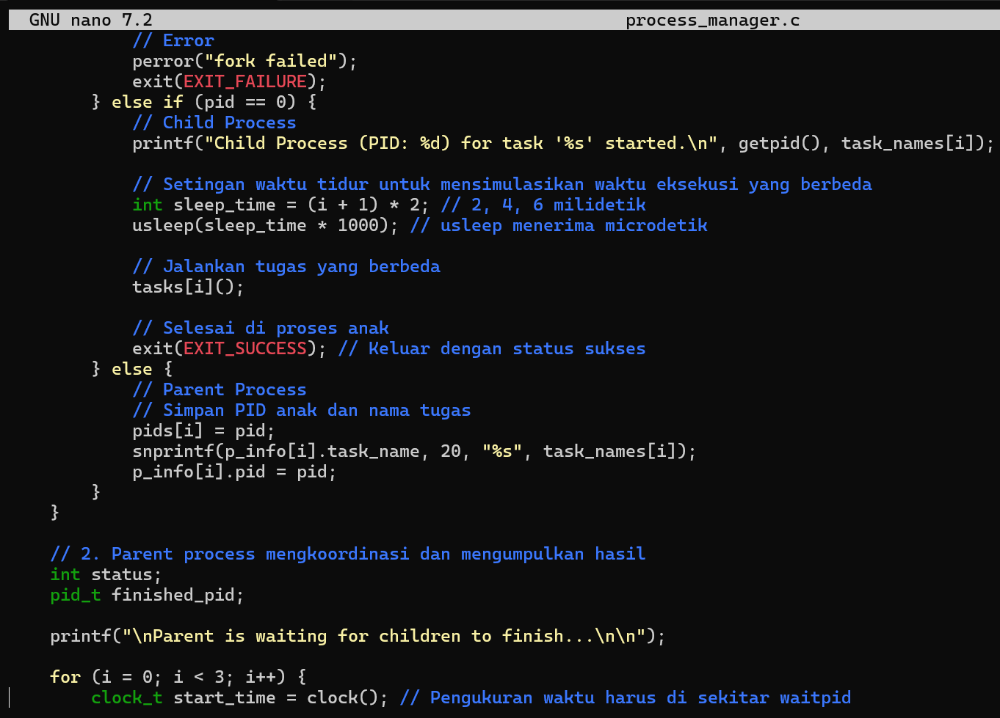 GNU nano 7.2 process_manager.c
// Error
perror("fork failed");
exit(EXIT_FAILURE);
} else if (pid == 0) {
// Child Process
printf("Child Process (PID: %d) for task '%s' started.\n", getpid(), task_names[i]);
// Setingan waktu tidur untuk mensimulasikan waktu eksekusi yang berbeda
int sleep_time = (i + 1) * 2; // 2, 4, 6 milidetik
usleep(sleep_time * 1000); // usleep menerima microdetik
// Jalankan tugas yang berbeda
tasks[i]();
// Selesai di proses anak
exit(EXIT_SUCCESS); // Keluar dengan status sukses
} else {
// Parent Process
// Simpan PID anak dan nama tugas
pids[i] = pid;
snprintf(p_info[i].task_name, 20, "%s", task_names[i]);
p_info[i].pid = pid;
}
}
// 2. Parent process mengkoordinasi dan mengumpulkan hasil
int status;
pid_t finished_pid;
printf("\nParent is waiting for children to finish...\n\n");
for (i = 0; i < 3; i++) {
clock_t start_time = clock(); // Pengukuran waktu harus di sekitar waitpid